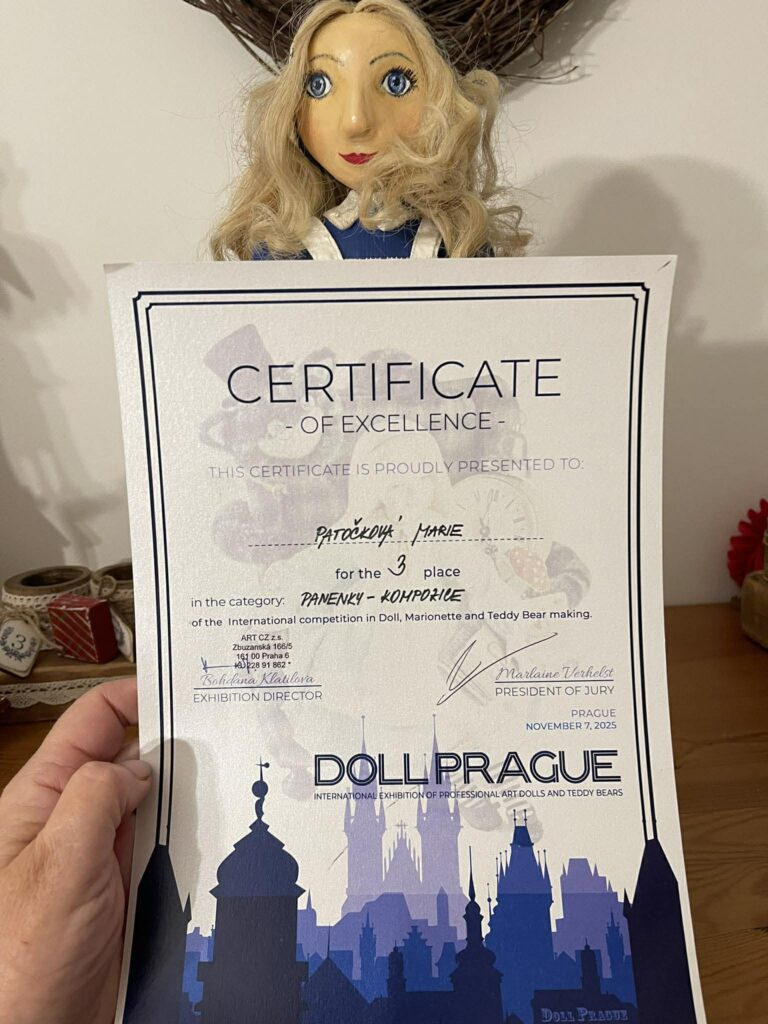 CERTIFICATE
- OF EXCELLENCE -
THIS CERTIFICATE IS PROUDLY PRESENTED TO:
PATOČKOVÁ MARIE
for the 3 place
in the category: PANENKY - KOMPOZICE
of the International competition in Doll, Marionette and Teddy Bear making.
ART CZ z.s.
Zbuzanská 166/5
161 00 Praha 6
IČ: 228 91 862 *
Bohdana Klatilova
EXHIBITION DIRECTOR
Marlaine Verhelst
PRESIDENT OF JURY
PRAGUE
NOVEMBER 7, 2025
DOLL PRAGUE
INTERNATIONAL EXHIBITION OF PROFESSIONAL ART DOLLS AND TEDDY BEARS
DOLL PRAGUE
3